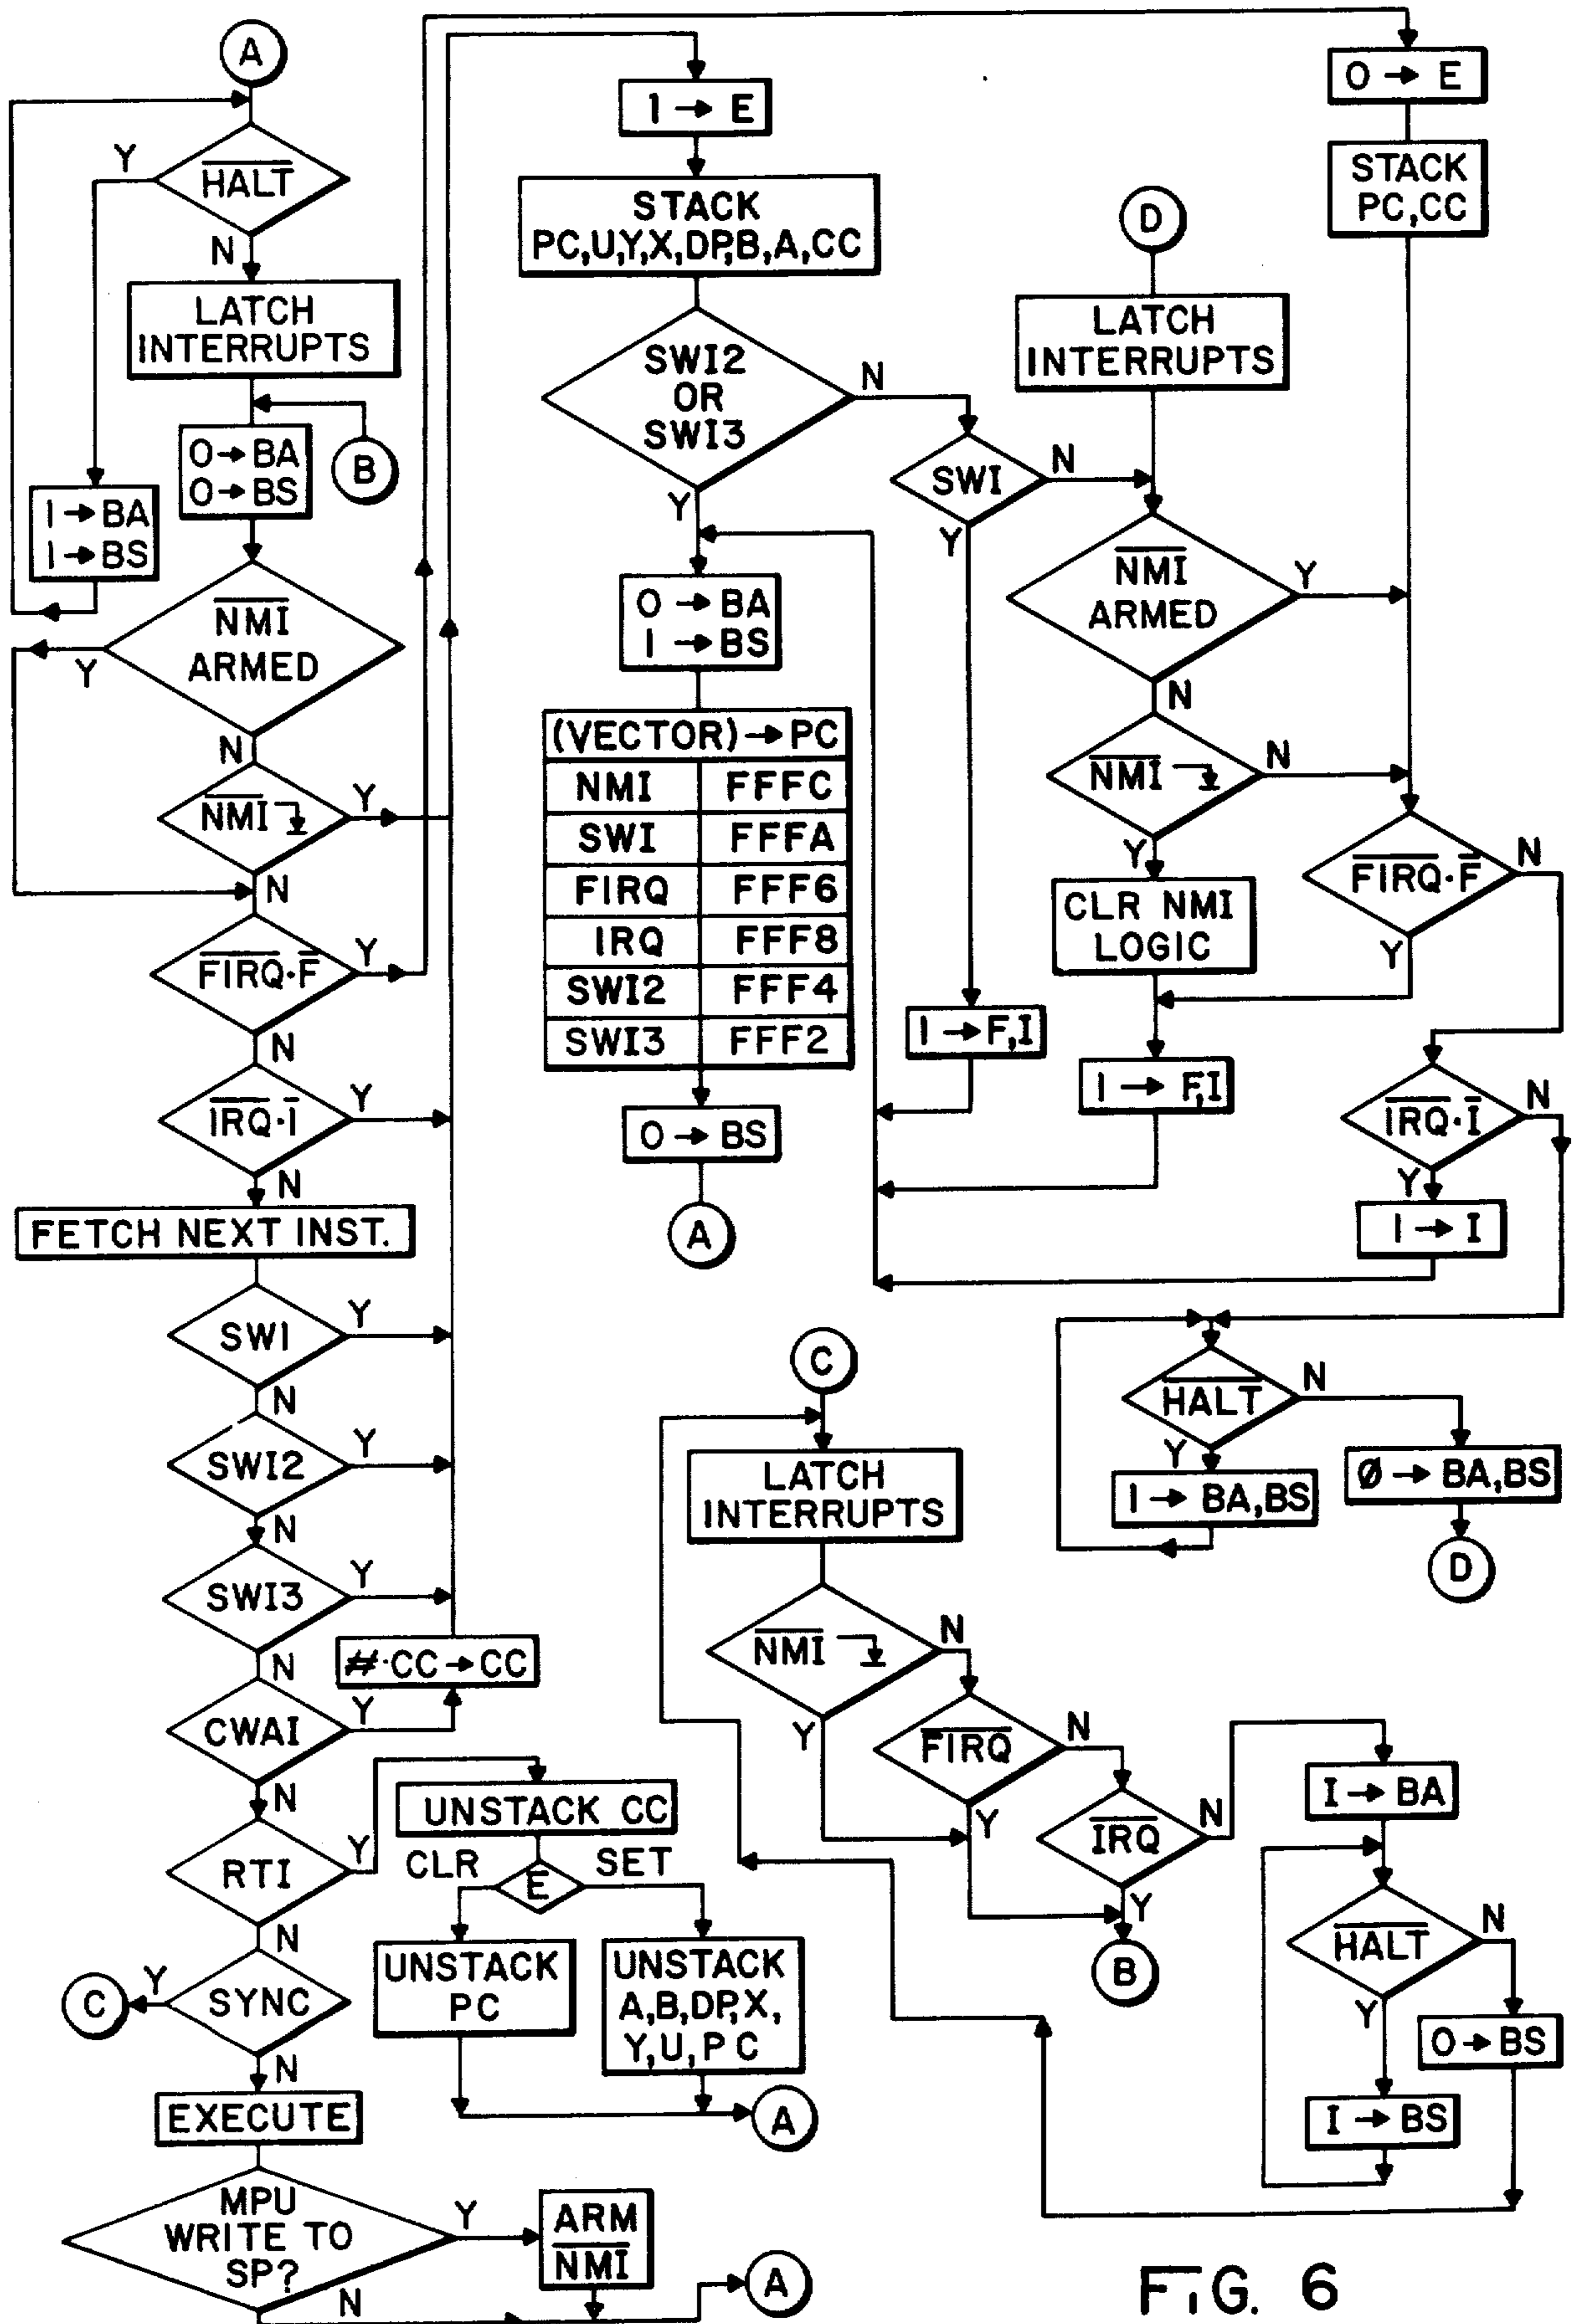 A
HALT
Y
N
LATCH
INTERRUPTS
0 → BA
0 → BS
B
1 → BA
1 → BS
NMI
ARMED
Y
N
NMI
Y
N
FIRQ·F
Y
N
IRQ·I
Y
N
FETCH NEXT INST.
SWI
Y
N
SWI2
Y
N
SWI3
Y
N
#·CC → CC
CWAI
Y
N
RTI
Y
N
UNSTACK CC
CLR
SET
E
UNSTACK
PC
UNSTACK
A,B,DP,X,
Y,U,PC
A
SYNC
Y
C
N
EXECUTE
MPU
WRITE TO
SP?
Y
N
ARM
NMI
A
1 → E
STACK
PC,U,Y,X,DP,B,A,CC
SWI2
OR
SWI3
N
Y
0 → BA
1 → BS
(VECTOR) → PC
NMI FFFC
SWI FFFA
FIRQ FFF6
IRQ FFF8
SWI2 FFF4
SWI3 FFF2
0 → BS
A
SWI
N
Y
1 → F,I
D
LATCH
INTERRUPTS
NMI
ARMED
Y
N
NMI
N
Y
CLR NMI
LOGIC
1 → F,I
0 → E
STACK
PC,CC
FIRQ·F
N
Y
IRQ·I
N
Y
1 → I
HALT
N
Y
1 → BA,BS
Ø → BA,BS
D
C
LATCH
INTERRUPTS
NMI
N
Y
FIRQ
N
Y
IRQ
N
Y
B
1 → BA
HALT
N
Y
0 → BS
1 → BS
FIG. 6